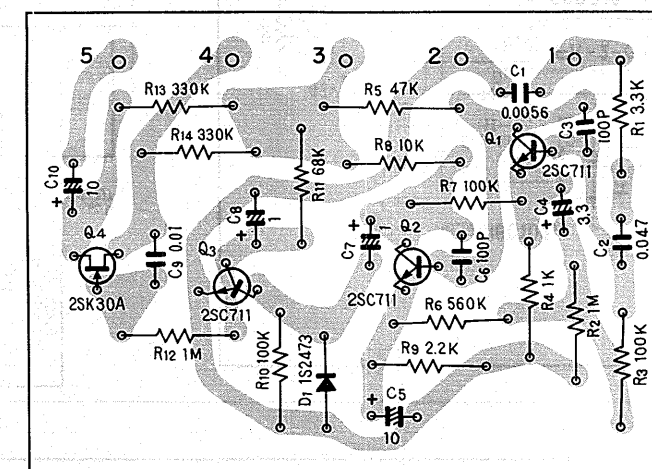 5 4 3 2 1
C1
0.0056
R13 330K
R5 47K
R1 3.3K
C3
100P
R14 330K
R8 10K
Q1
2SC711
R11 68K
C10
+
10
R7 100K
C8
+
1
C4
+
3.3
C2
0.047
Q4
2SK30A
C9 0.01
Q3
2SC711
C7
+
1
Q2
2SC711
C6 100P
R4 1K
R2 1M
R6 560K
R12 1M
R10 100K
D1 1S2473
R9 2.2K
R3 100K
C5
+
10